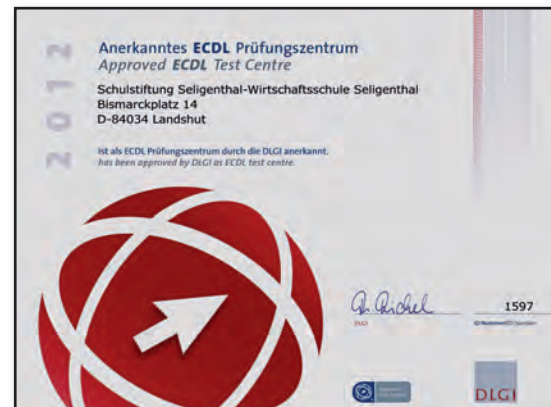 2012
Anerkanntes ECDL Prüfungszentrum
Approved ECDL Test Centre
Schulstiftung Seligenthal-Wirtschaftsschule Seligenthal
Bismarckplatz 14
D-84034 Landshut
ist als ECDL Prüfungszentrum durch die DLGI anerkannt.
has been approved by DLGI as ECDL test centre.
1597
DLGI
DLGI